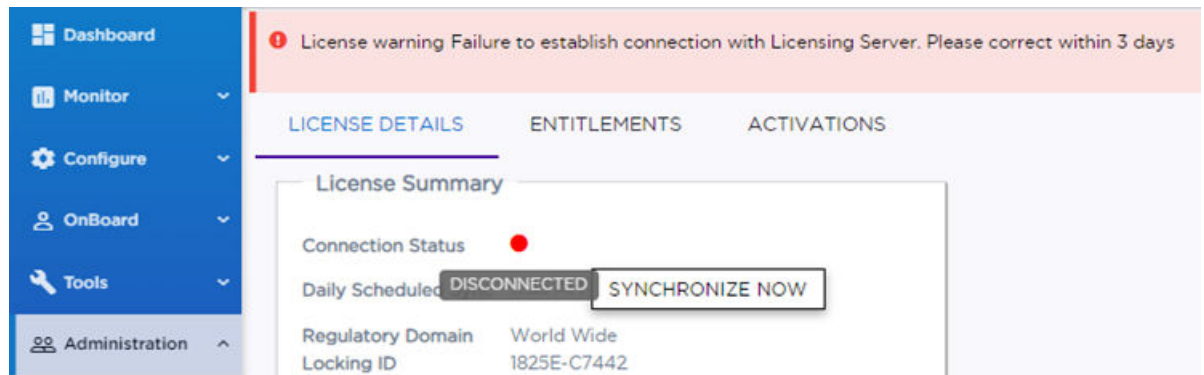 Dashboard
Monitor
Configure
OnBoard
Tools
Administration
License warning Failure to establish connection with Licensing Server. Please correct within 3 days
LICENSE DETAILS ENTITLEMENTS ACTIVATIONS
License Summary
Connection Status
Daily Scheduled DISCONNECTED SYNCHRONIZE NOW
Regulatory Domain World Wide
Locking ID 1825E-C7442